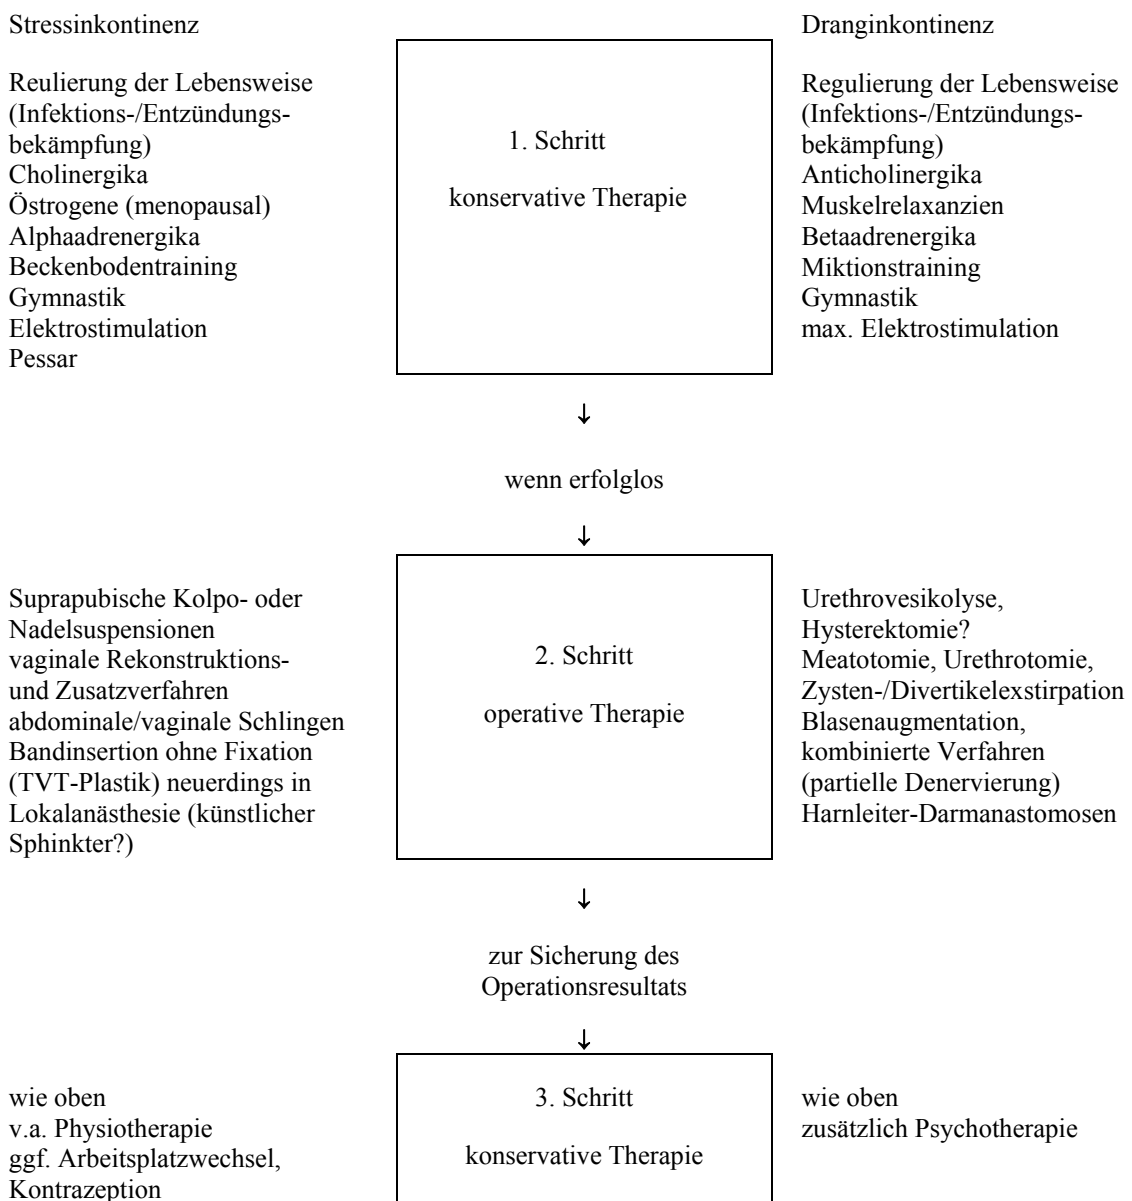 Stressinkontinenz
Dranginkontinenz
Reulierung der Lebensweise
(Infektions-/Entzündungs-
bekämpfung)
Cholinergika
Östrogene (menopausal)
Alphaadrenergika
Beckenbodentraining
Gymnastik
Elektrostimulation
Pessar
1. Schritt
konservative Therapie
Regulierung der Lebensweise
(Infektions-/Entzündungs-
bekämpfung)
Anticholinergika
Muskelrelaxanzien
Betaadrenergika
Miktionstraining
Gymnastik
max. Elektrostimulation
↓
wenn erfolglos
↓
Suprapubische Kolpo- oder
Nadelsuspensionen
vaginale Rekonstruktions-
und Zusatzverfahren
abdominale/vaginale Schlingen
Bandinsertion ohne Fixation
(TVT-Plastik) neuerdings in
Lokalanästhesie (künstlicher
Sphinkter?)
2. Schritt
operative Therapie
Urethrovesikolyse,
Hysterektomie?
Meatotomie, Urethrotomie,
Zysten-/Divertikelexstirpation
Blasenaugmentation,
kombinierte Verfahren
(partielle Denervierung)
Harnleiter-Darmanastomosen
↓
zur Sicherung des
Operationsresultats
↓
wie oben
v.a. Physiotherapie
ggf. Arbeitsplatzwechsel,
Kontrazeption
3. Schritt
konservative Therapie
wie oben
zusätzlich Psychotherapie